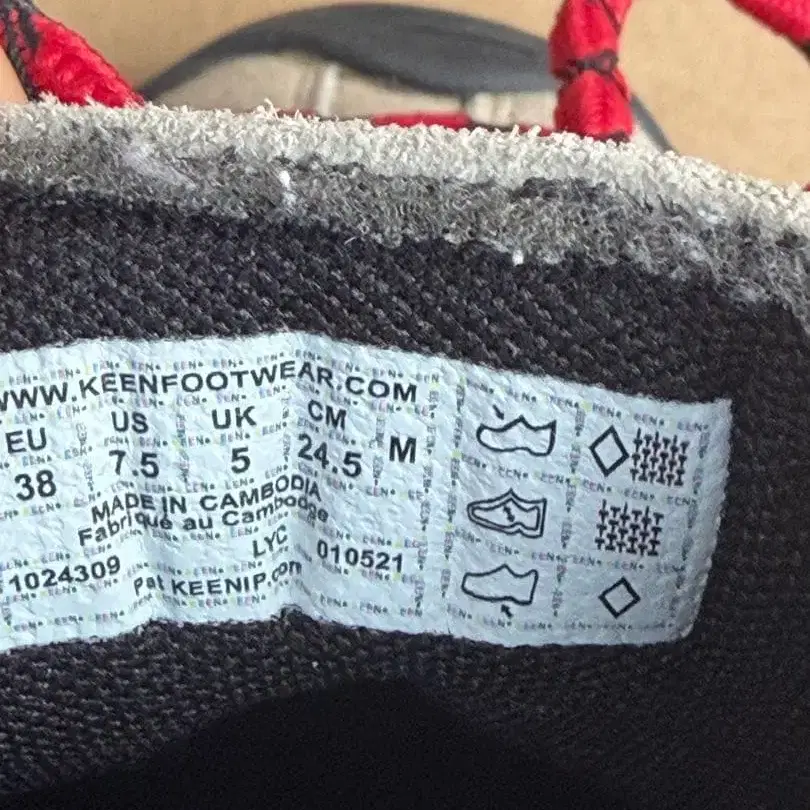 WWW.KEENFOOTWEAR.COM
EU US UK CM M
38 7.5 5 24.5
MADE IN CAMBODIA
Fabriqué au Cambodge
LYC
1024309 010521
Pat KEENIP.com